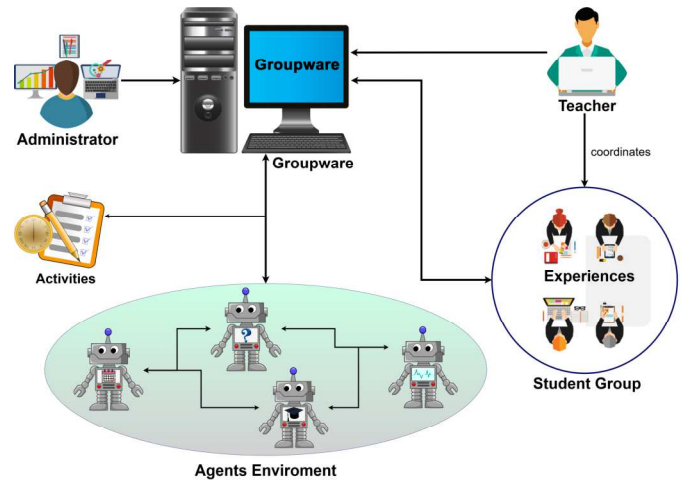 Groupware
Administrator
Groupware
Teacher
coordinates
Activities
Experiences
?
Student Group
Agents Enviroment